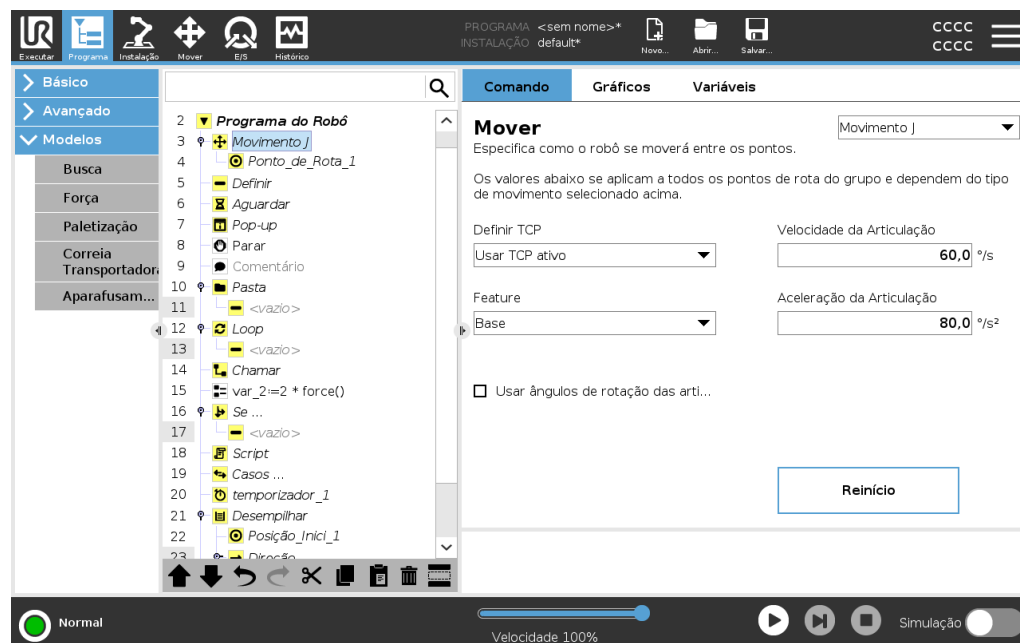 UR
Executar
Programa
Instalação
Mover
E/S
Histórico
PROGRAMA <sem nome>*
INSTALAÇÃO default*
Novo...
Abrir...
Salvar...
CCCC
CCCC
Básico
Avançado
Modelos
Busca
Força
Paletização
Correia
Transportadora
Aparafusam...
2 Programa do Robô
3 Movimento J
4 Ponto_de_Rota_1
5 Definir
6 Aguardar
7 Pop-up
8 Parar
9 Comentário
10 Pasta
11 <vazio>
12 Loop
13 <vazio>
14 Chamar
15 var_2:=2 * force()
16 Se ...
17 <vazio>
18 Script
19 Casos ...
20 temporizador_1
21 Desempilhar
22 Posição_Inici_1
23 Direção
Comando
Gráficos
Variáveis
Mover
Movimento J
Especifica como o robô se moverá entre os pontos.
Os valores abaixo se aplicam a todos os pontos de rota do grupo e dependem do tipo
de movimento selecionado acima.
Definir TCP
Velocidade da Articulação
Usar TCP ativo
60,0 °/s
Feature
Aceleração da Articulação
Base
80,0 °/s²
Usar ângulos de rotação das arti...
Reinício
Normal
Velocidade 100%
Simulação